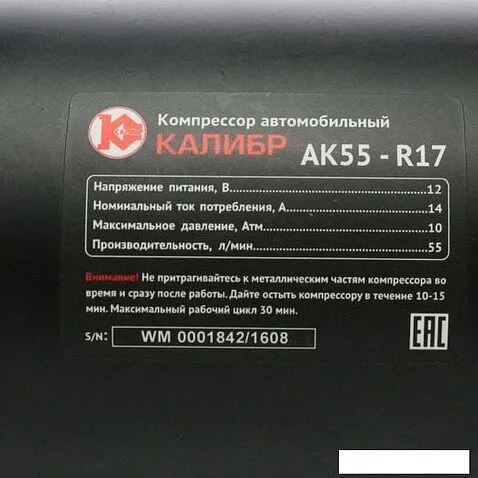 Компрессор автомобильный
КАЛИБР АК55 - R17
Напряжение питания, В 12
Номинальный ток потребления, А 14
Максимальное давление, Атм 10
Производительность, л/мин 55
Внимание! Не притрагивайтесь к металлическим частям компрессора во
время и сразу после работы. Дайте остыть компрессору в течение 10-15
мин. Максимальный рабочий цикл 30 мин.
S/N: WM 0001842/1608
ЕАС